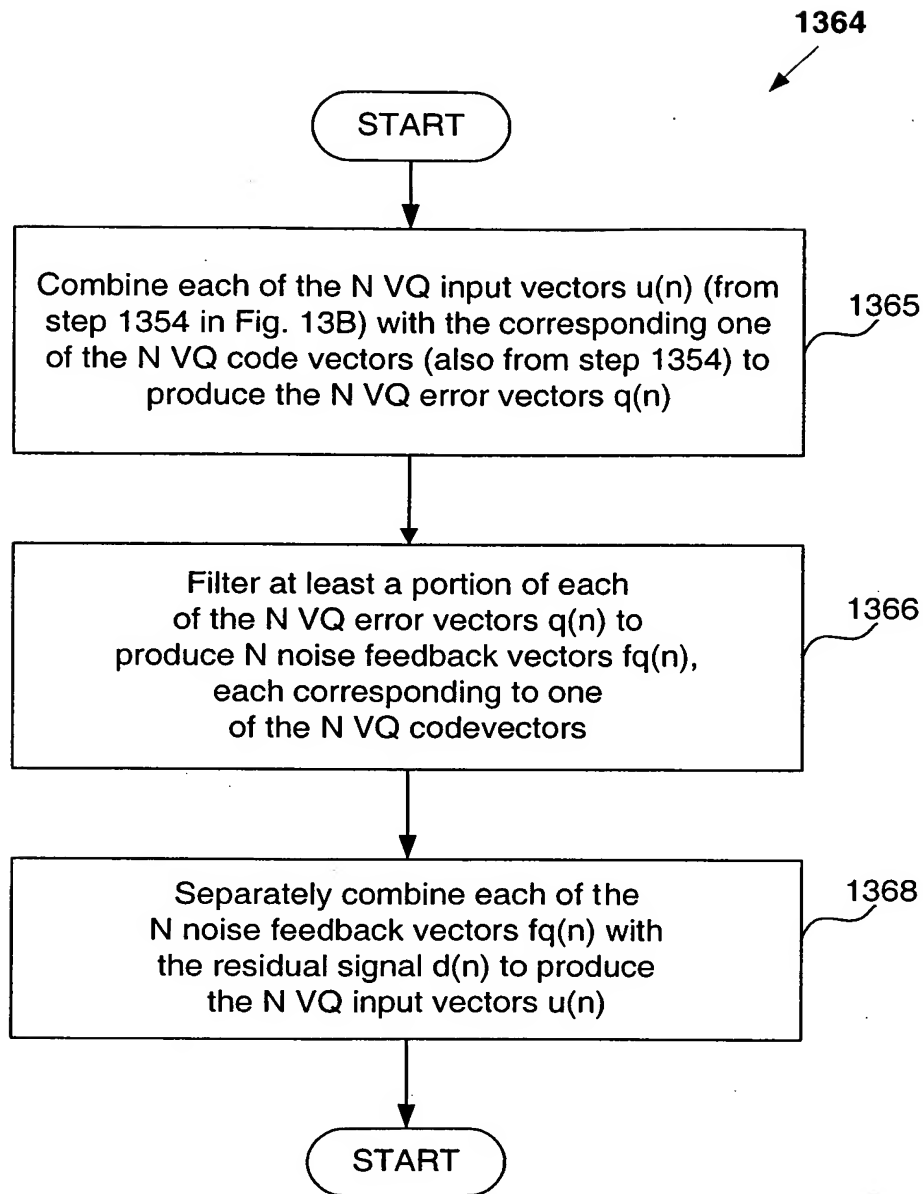 1364
START
Combine each of the N VQ input vectors u(n) (from
step 1354 in Fig. 13B) with the corresponding one
of the N VQ code vectors (also from step 1354) to
produce the N VQ error vectors q(n)
1365
Filter at least a portion of each
of the N VQ error vectors q(n) to
produce N noise feedback vectors fq(n),
each corresponding to one
of the N VQ codevectors
1366
Separately combine each of the
N noise feedback vectors fq(n) with
the residual signal d(n) to produce
the N VQ input vectors u(n)
1368
START